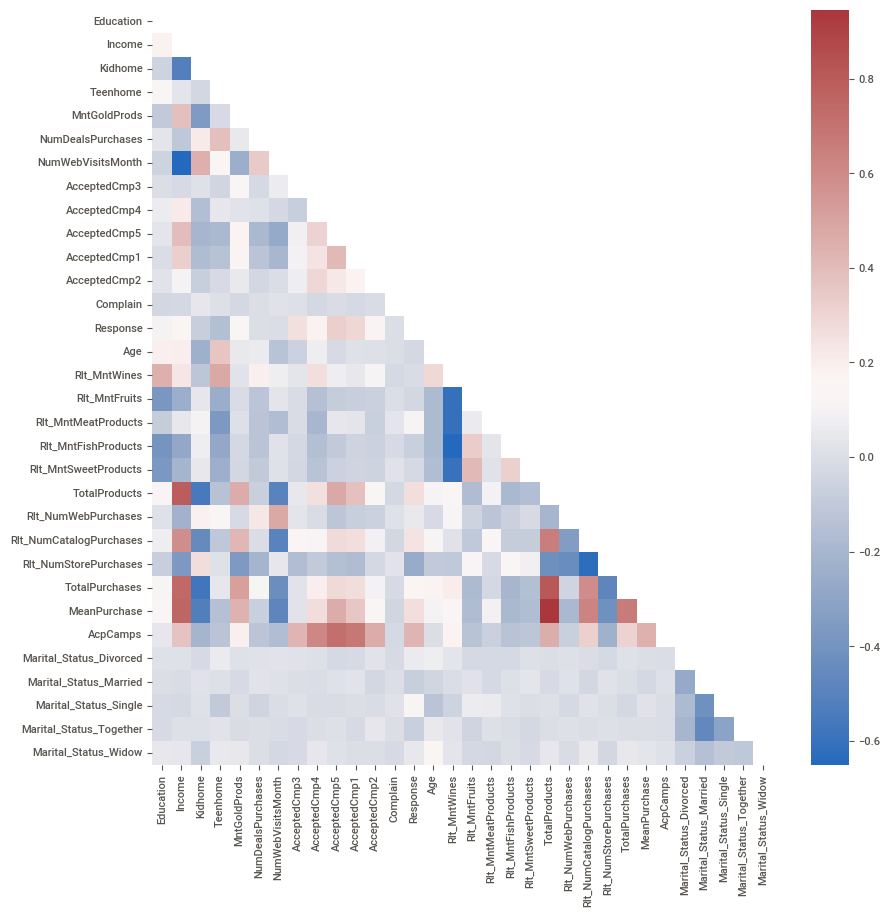 Education
Income
Kidhome
Teenhome
MntGoldProds
NumDealsPurchases
NumWebVisitsMonth
AcceptedCmp3
AcceptedCmp4
AcceptedCmp5
AcceptedCmp1
AcceptedCmp2
Complain
Response
Age
Rlt_MntWines
Rlt_MntFruits
Rlt_MntMeatProducts
Rlt_MntFishProducts
Rlt_MntSweetProducts
TotalProducts
Rlt_NumWebPurchases
Rlt_NumCatalogPurchases
Rlt_NumStorePurchases
TotalPurchases
MeanPurchase
AcpCamps
Marital_Status_Divorced
Marital_Status_Married
Marital_Status_Single
Marital_Status_Together
Marital_Status_Widow
Education
Income
Kidhome
Teenhome
MntGoldProds
NumDealsPurchases
NumWebVisitsMonth
AcceptedCmp3
AcceptedCmp4
AcceptedCmp5
AcceptedCmp1
AcceptedCmp2
Complain
Response
Age
Rlt_MntWines
Rlt_MntFruits
Rlt_MntMeatProducts
Rlt_MntFishProducts
Rlt_MntSweetProducts
TotalProducts
Rlt_NumWebPurchases
Rlt_NumCatalogPurchases
Rlt_NumStorePurchases
TotalPurchases
MeanPurchase
AcpCamps
Marital_Status_Divorced
Marital_Status_Married
Marital_Status_Single
Marital_Status_Together
Marital_Status_Widow
0.8
0.6
0.4
0.2
0.0
−0.2
−0.4
−0.6